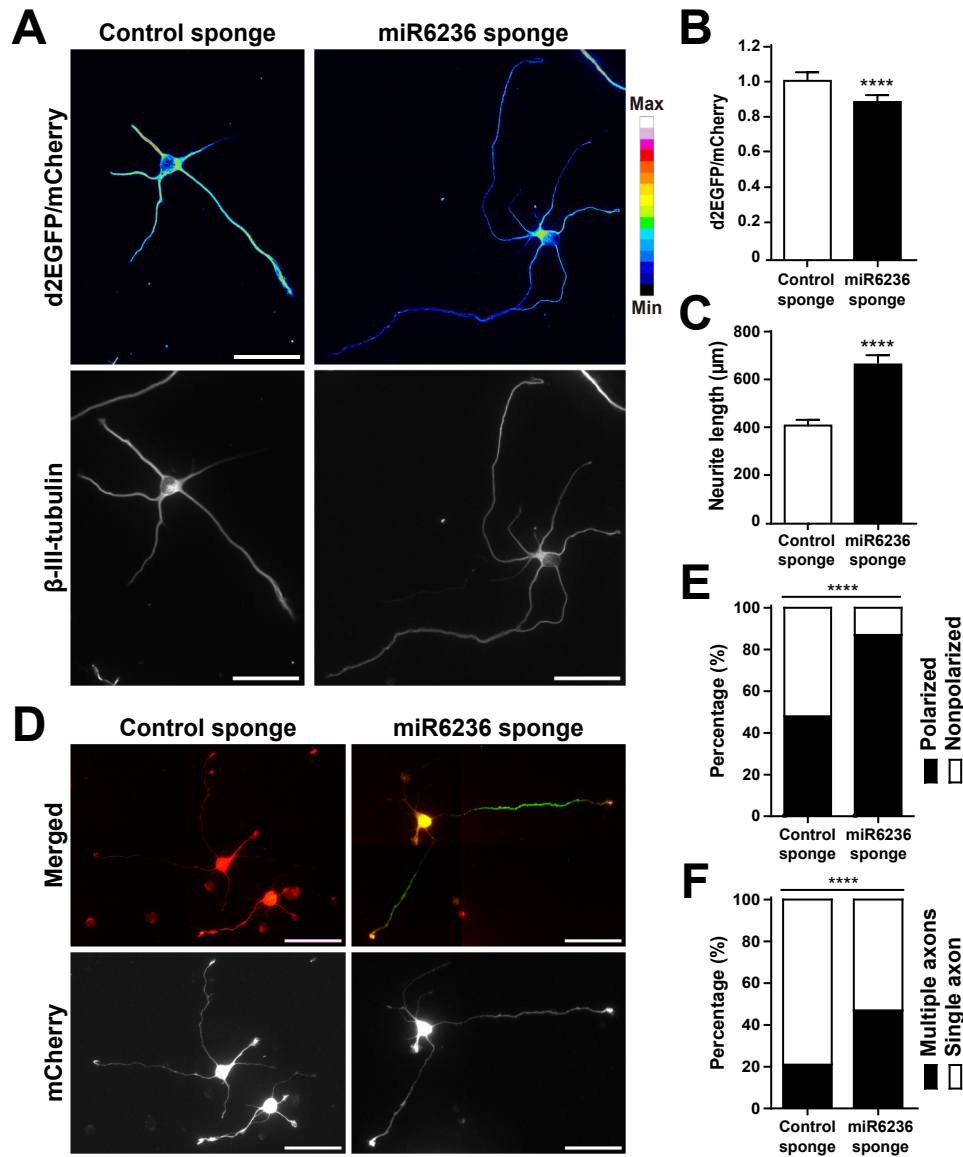 A
Control sponge
miR6236 sponge
d2EGFP/mCherry
Max
Min
β-III-tubulin
B
1.2
1.0
0.8
0.6
0.4
0.2
0
d2EGFP/mCherry
****
Control
sponge
miR6236
sponge
C
800
600
400
200
0
Neurite length (µm)
****
Control
sponge
miR6236
sponge
D
Control sponge
miR6236 sponge
Merged
mCherry
E
****
100
80
60
40
20
0
Percentage (%)
Control
sponge
miR6236
sponge
Polarized
Nonpolarized
F
****
100
80
60
40
20
0
Percentage (%)
Control
sponge
miR6236
sponge
Multiple axons
Single axon